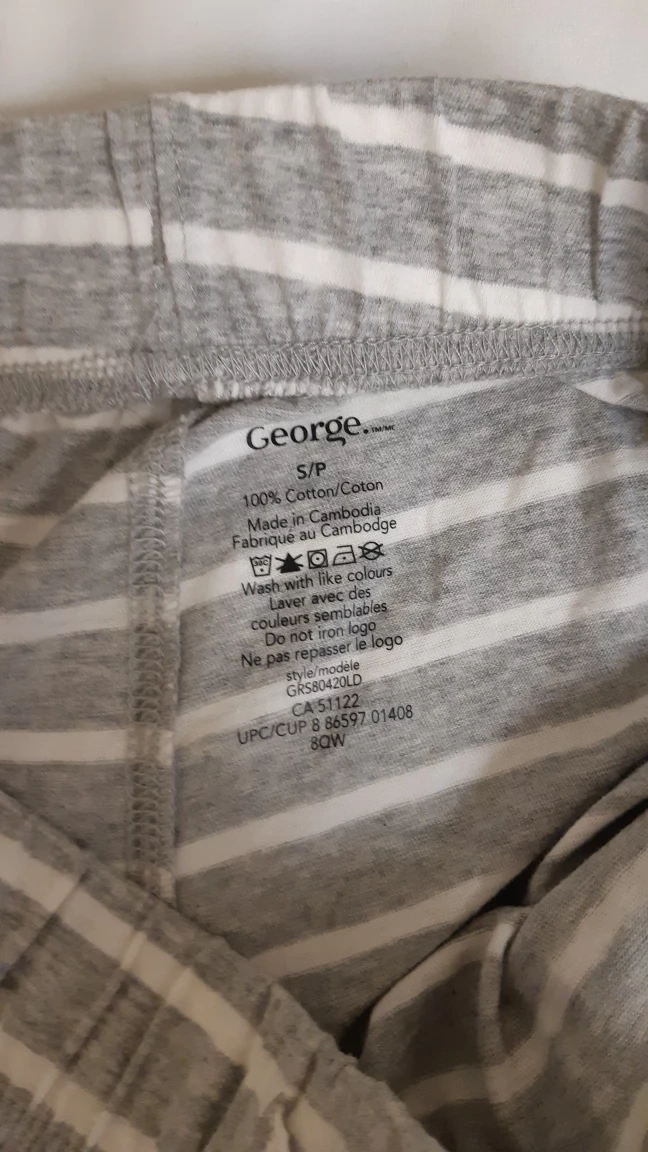 George.™/MC
S/P
100% Cotton/Coton
Made in Cambodia
Fabriqué au Cambodge
30C
Wash with like colours
Laver avec des
couleurs semblables
Do not iron logo
Ne pas repasser le logo
style/modèle
GRS80420LD
CA 51122
UPC/CUP 8 86597 01408
8QW